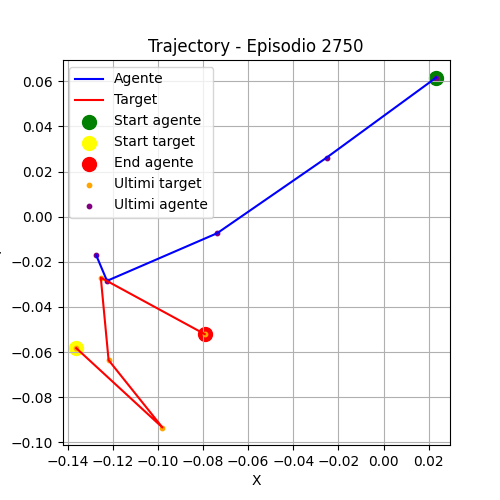 Trajectory - Episodio 2750
Agente
Target
Start agente
Start target
End agente
Ultimi target
Ultimi agente
0.06
0.04
0.02
0.00
−0.02
−0.04
−0.06
−0.08
−0.10
−0.14 −0.12 −0.10 −0.08 −0.06 −0.04 −0.02 0.00 0.02
X